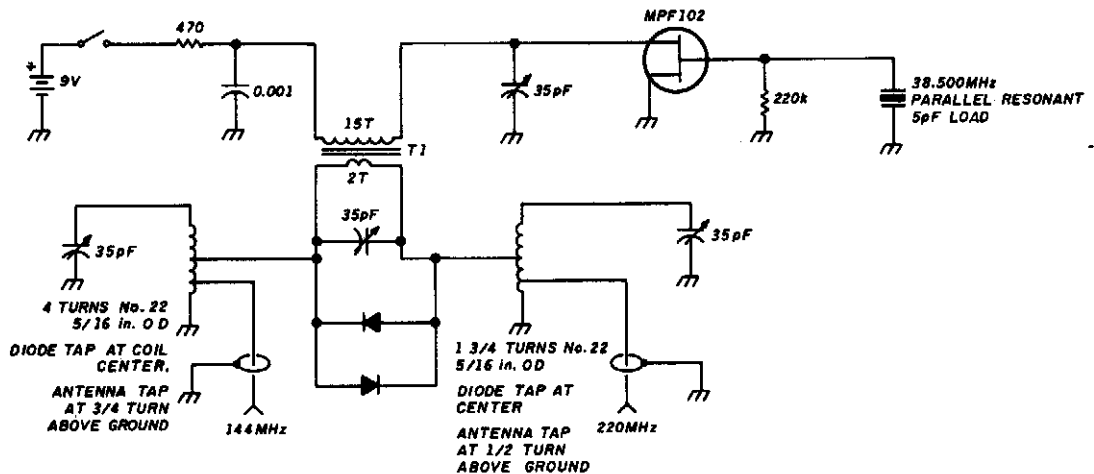 MPF102
470
+
9V
0.001
35pF
220k
38.500MHz
PARALLEL RESONANT
5pF LOAD
15T
T1
2T
35pF
35pF
35pF
4 TURNS No. 22
5/16 in. OD
DIODE TAP AT COIL
CENTER.
ANTENNA TAP
AT 3/4 TURN
ABOVE GROUND
144MHz
1 3/4 TURNS No. 22
5/16 in. OD
DIODE TAP AT
CENTER
ANTENNA TAP
AT 1/2 TURN
ABOVE GROUND
220MHz